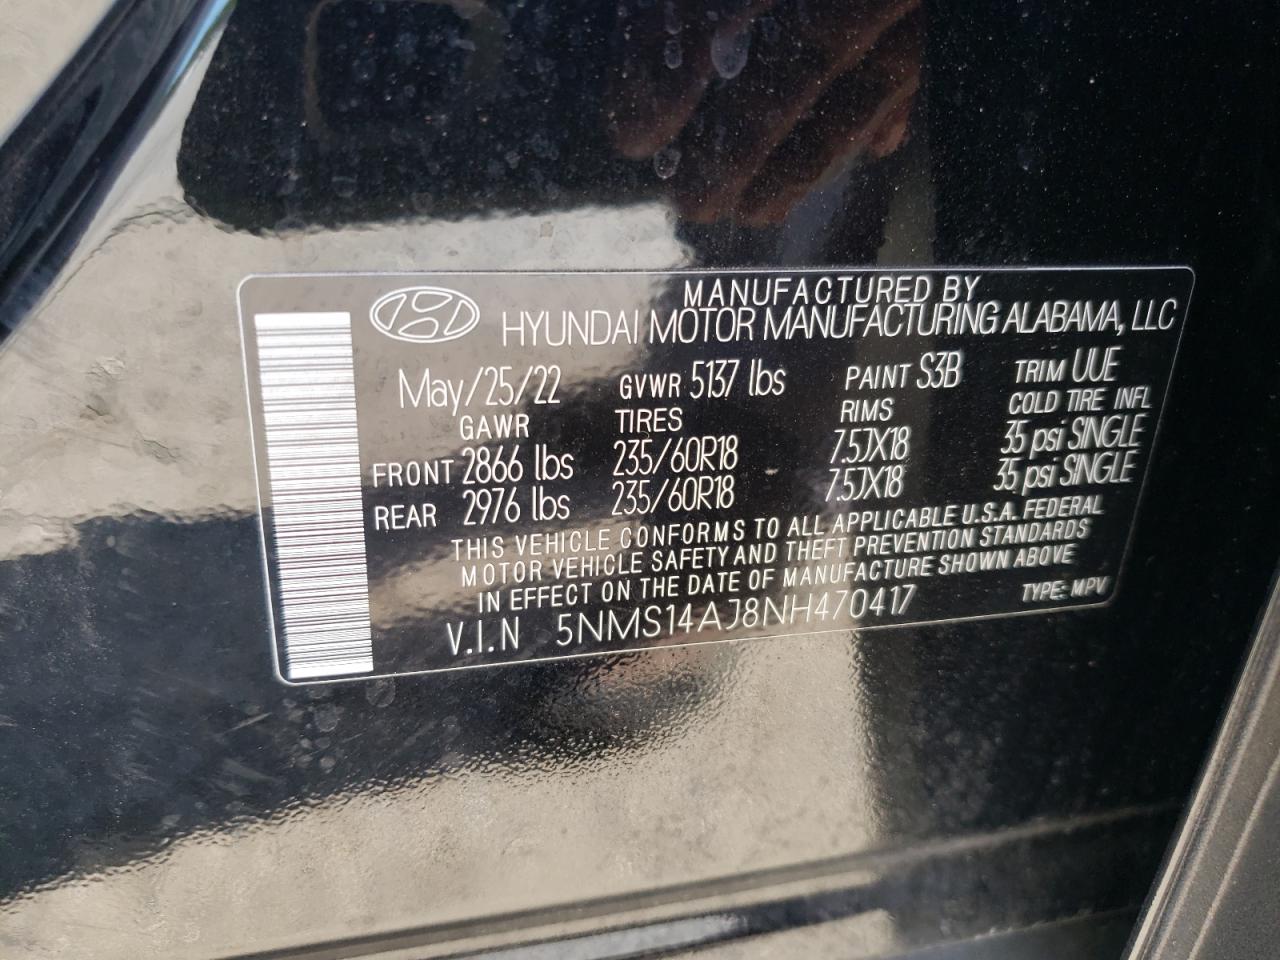 MANUFACTURED BY
HYUNDAI MOTOR MANUFACTURING ALABAMA, LLC
May/25/22 GVWR 5137 lbs PAINT S3B TRIM UUE
GAWR TIRES RIMS COLD TIRE INFL
FRONT 2866 lbs 235/60R18 7.5JX18 35 psi SINGLE
REAR 2976 lbs 235/60R18 7.5JX18 35 psi SINGLE
THIS VEHICLE CONFORMS TO ALL APPLICABLE U.S.A. FEDERAL
MOTOR VEHICLE SAFETY AND THEFT PREVENTION STANDARDS
IN EFFECT ON THE DATE OF MANUFACTURE SHOWN ABOVE
V.I.N 5NMS14AJ8NH470417 TYPE: MPV